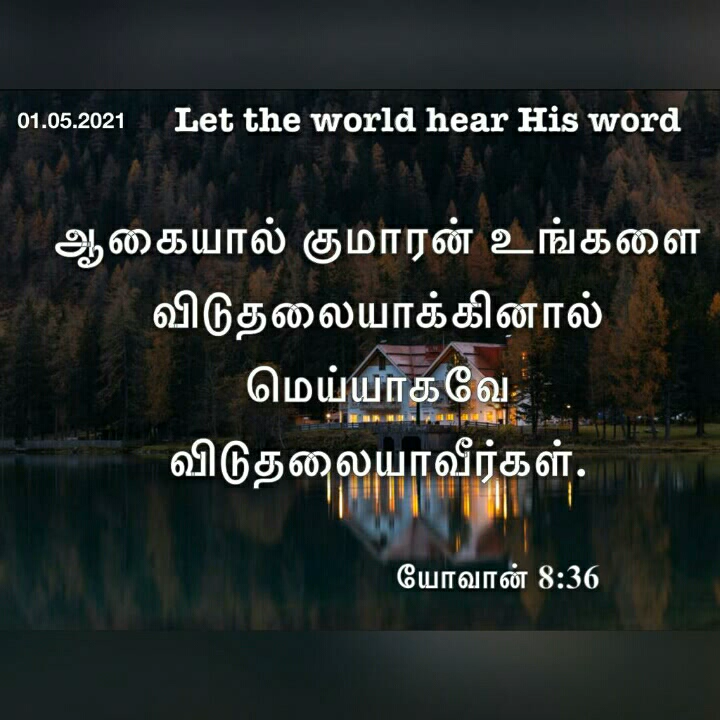 01.05.2021 Let the world hear His word
ஆகையால் குமாரன் உங்களை
விடுதலையாக்கினால்
மெய்யாகவே
விடுதலையாவீர்கள்.
யோவான் 8:36